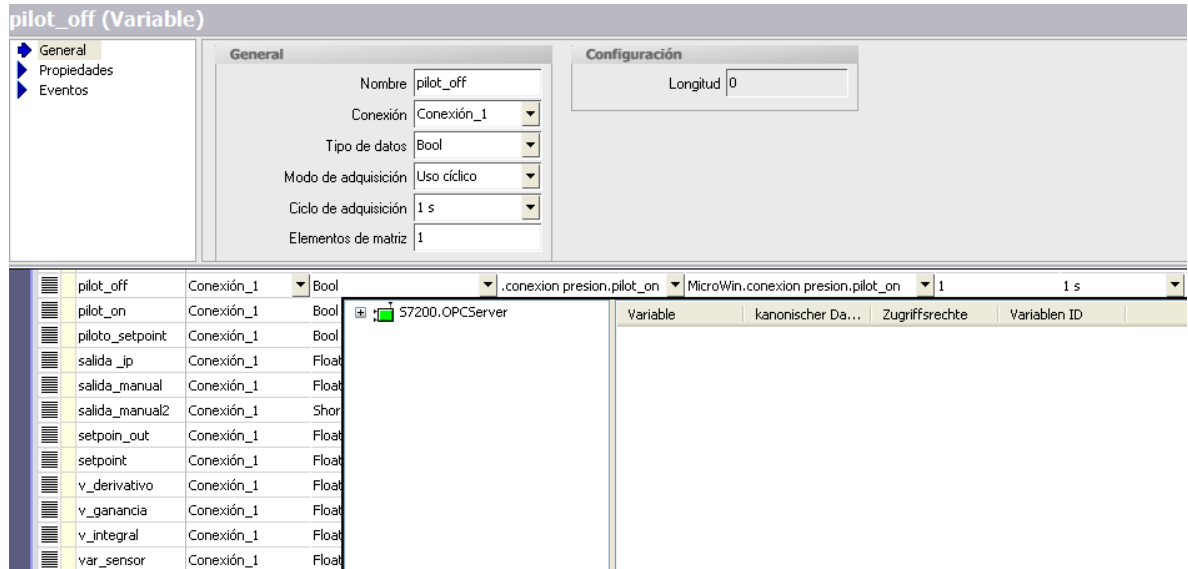 pilot_off (Variable)
General
Propiedades
Eventos
General
Nombre pilot_off
Conexión Conexión_1
Tipo de datos Bool
Modo de adquisición Uso cíclico
Ciclo de adquisición 1 s
Elementos de matriz 1
Configuración
Longitud 0
pilot_off Conexión_1 Bool .conexion presion.pilot_on MicroWin.conexion presion.pilot_on 1 1 s
pilot_on Conexión_1 Bool
piloto_setpoint Conexión_1 Bool
salida _ip Conexión_1 Float
salida_manual Conexión_1 Float
salida_manual2 Conexión_1 Shor
setpoin_out Conexión_1 Float
setpoint Conexión_1 Float
v_derivativo Conexión_1 Float
v_ganancia Conexión_1 Float
v_integral Conexión_1 Float
var_sensor Conexión_1 Float
S7200.OPCServer
Variable kanonischer Da... Zugriffsrechte Variablen ID